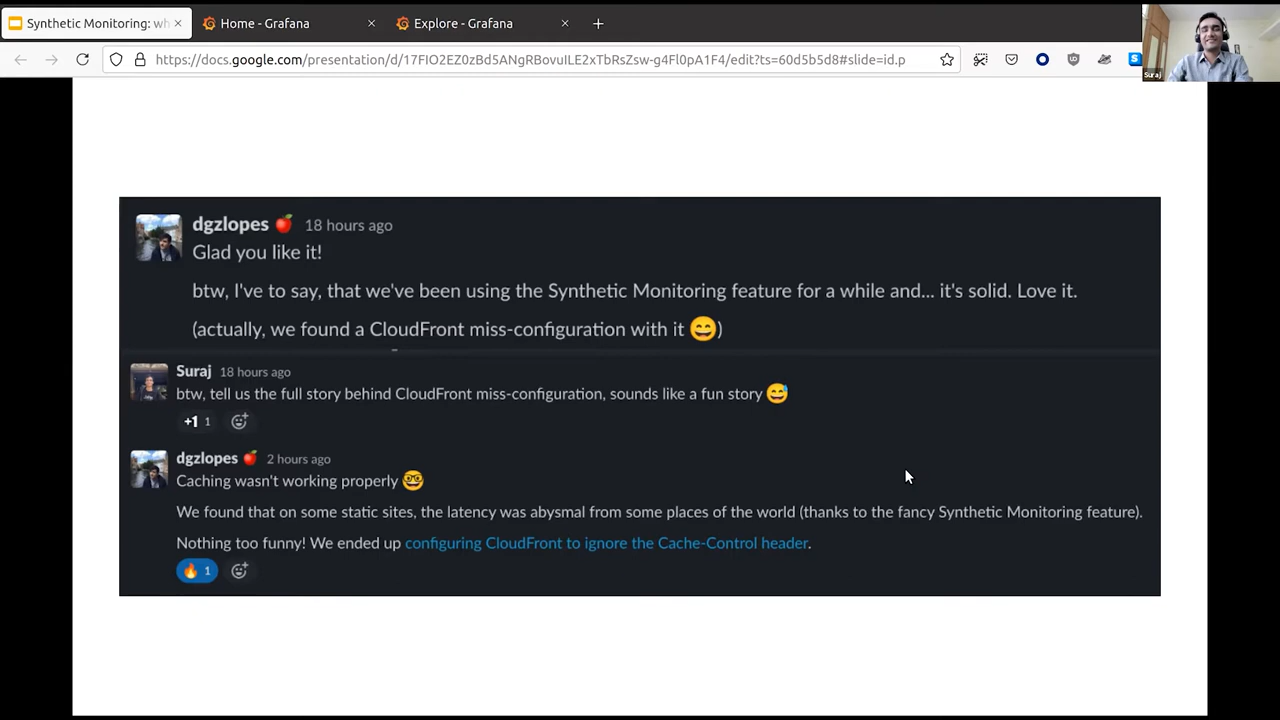 Synthetic Monitoring: wh
Home - Grafana
Explore - Grafana
https://docs.google.com/presentation/d/17FIO2EZ0zBd5ANgRBovuILE2xTbRsZsw-g4Fl0pA1F4/edit?ts=60d5b5d8#slide=id.p
Suraj
dgzlopes 18 hours ago
Glad you like it!
btw, I've to say, that we've been using the Synthetic Monitoring feature for a while and... it's solid. Love it.
(actually, we found a CloudFront miss-configuration with it 😄)
Suraj 18 hours ago
btw, tell us the full story behind CloudFront miss-configuration, sounds like a fun story 😅
+1 1
dgzlopes 2 hours ago
Caching wasn't working properly 🤓
We found that on some static sites, the latency was abysmal from some places of the world (thanks to the fancy Synthetic Monitoring feature).
Nothing too funny! We ended up configuring CloudFront to ignore the Cache-Control header.
🔥 1